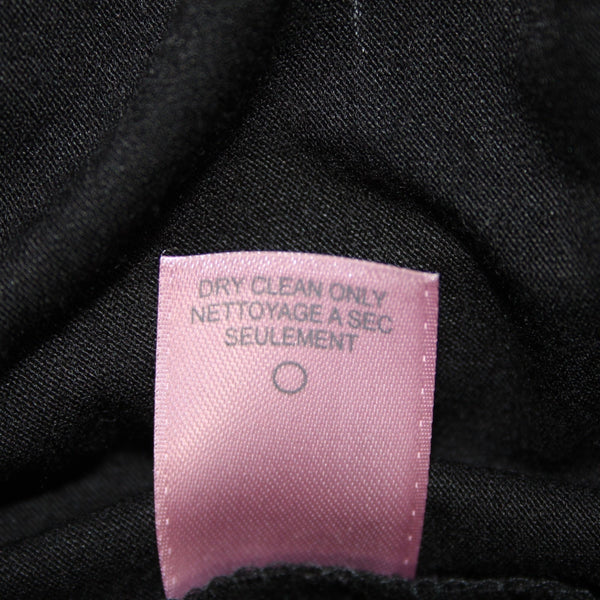 DRY CLEAN ONLY
NETTOYAGE A SEC
SEULEMENT